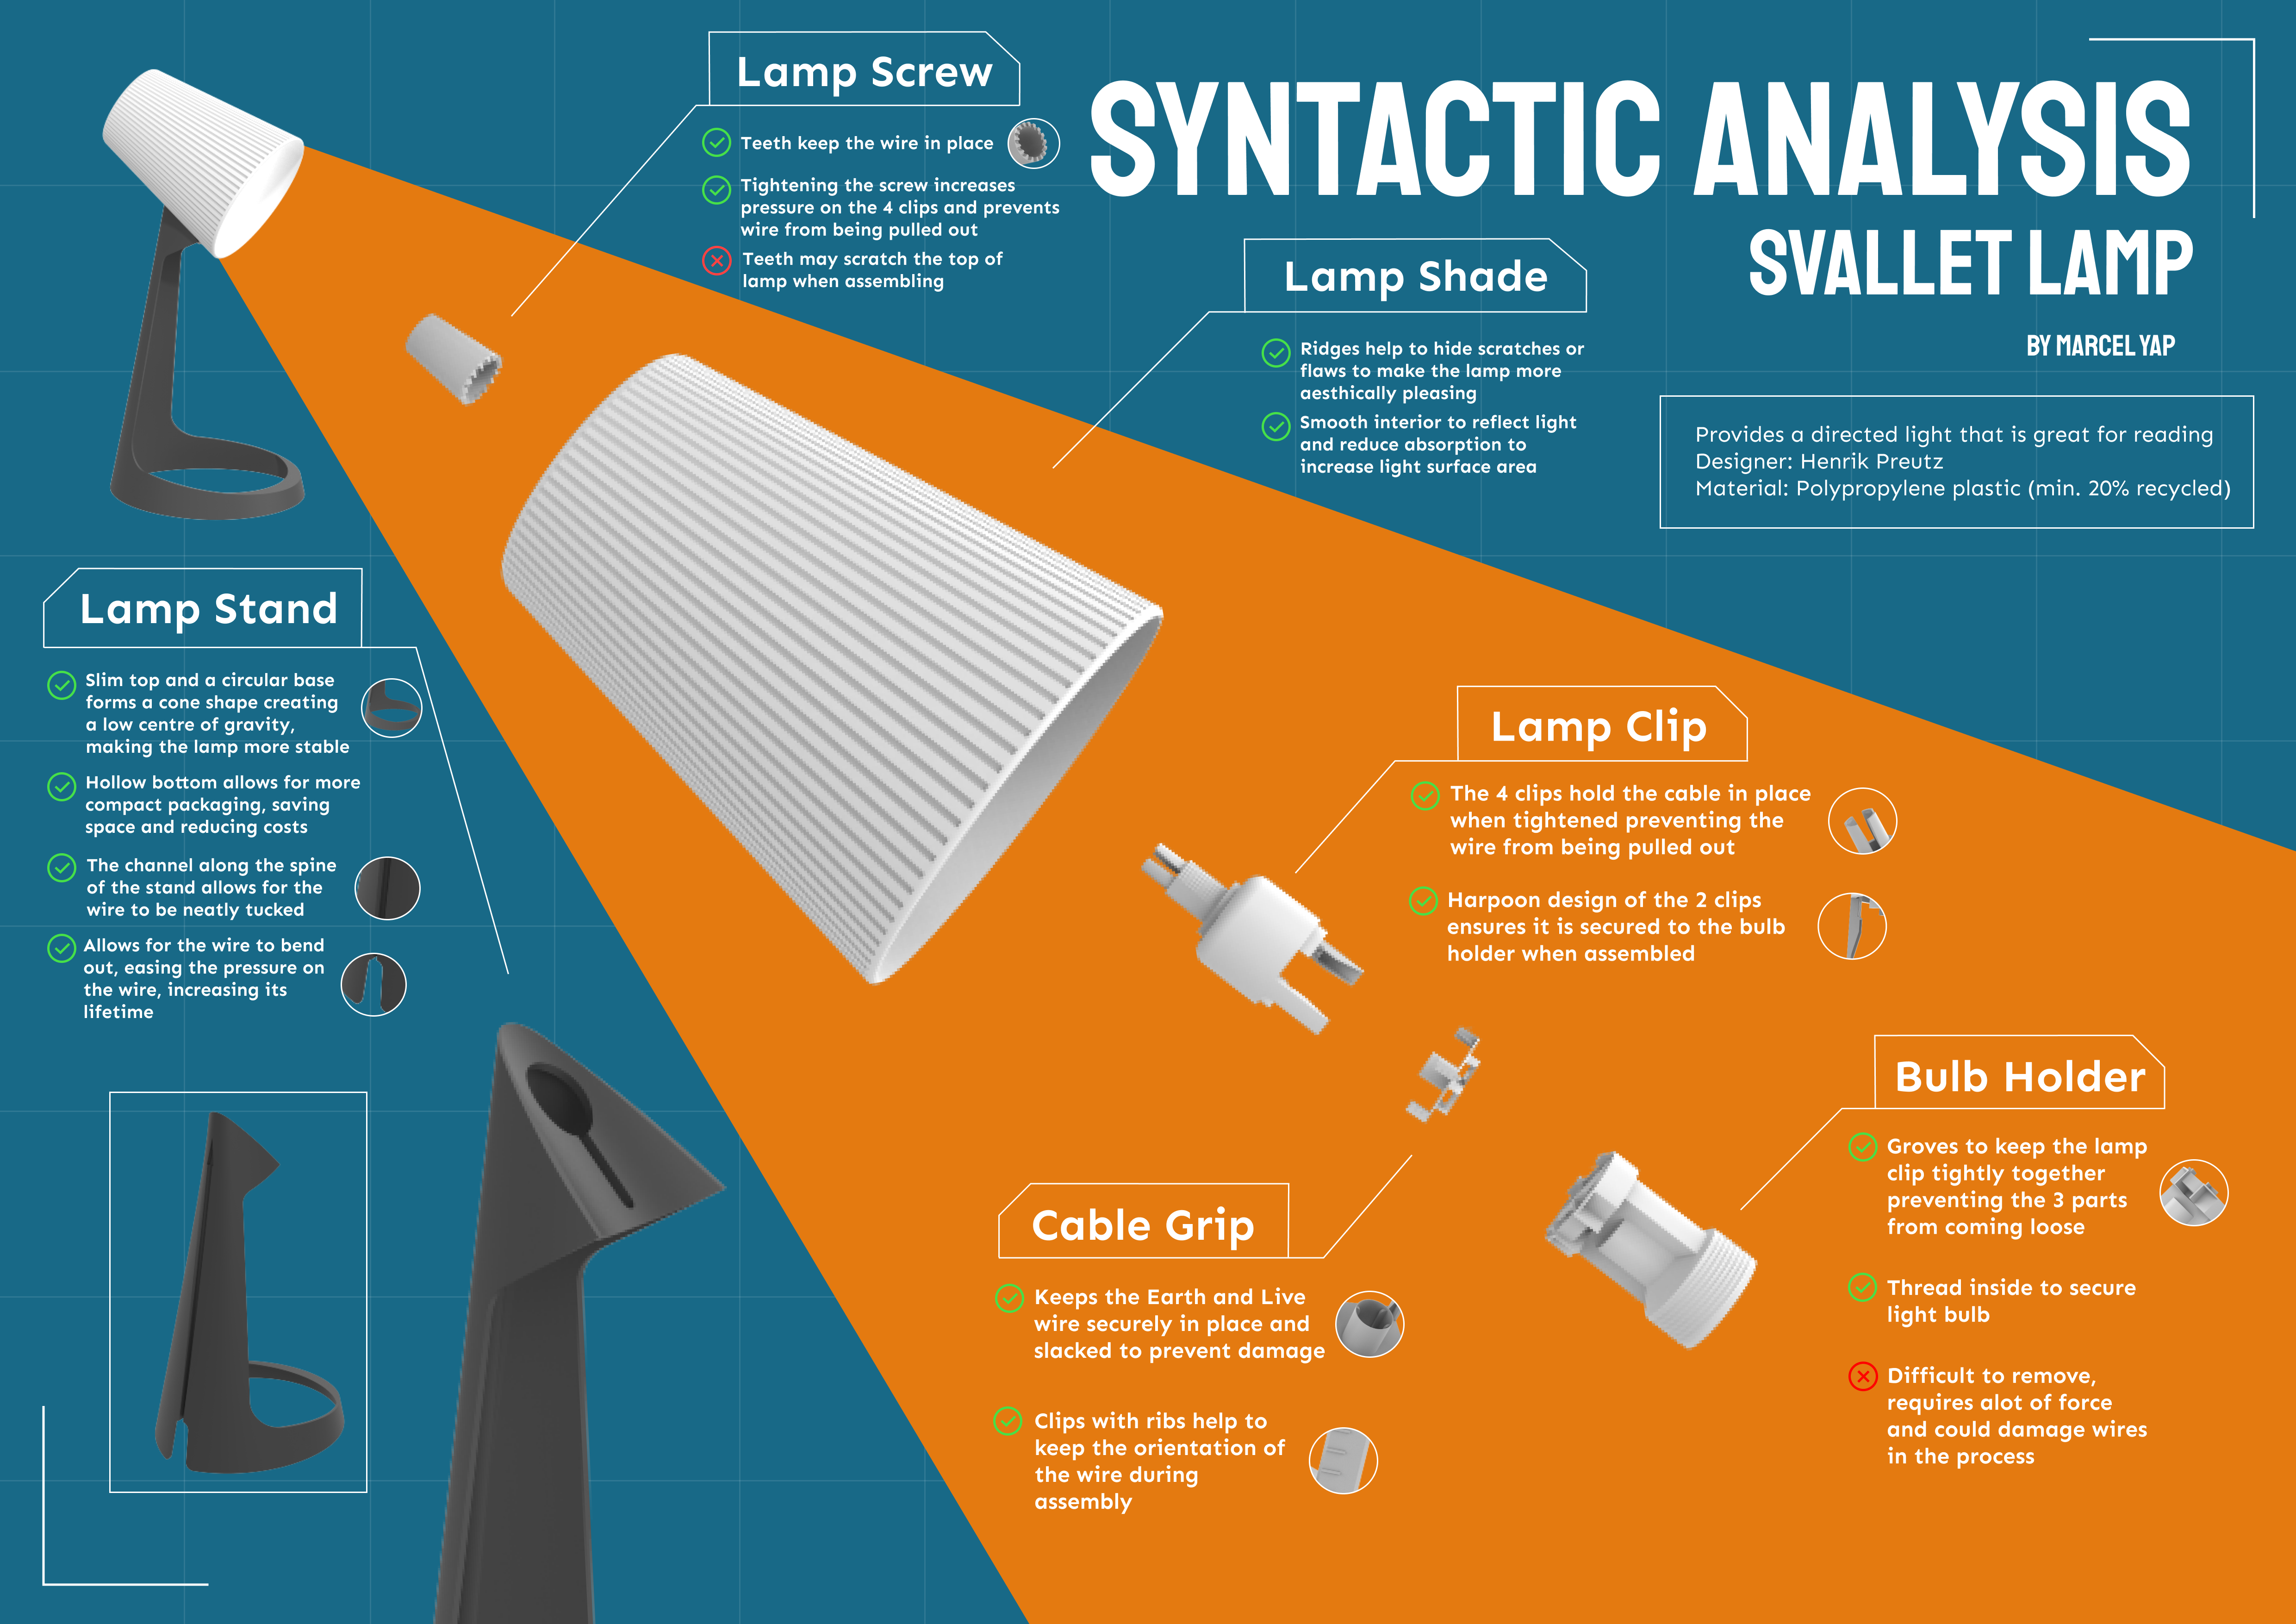 SYNTACTIC ANALYSIS
SVALLET LAMP
BY MARCEL YAP
Provides a directed light that is great for reading
Designer: Henrik Preutz
Material: Polypropylene plastic (min. 20% recycled)
Lamp Screw
Teeth keep the wire in place
Tightening the screw increases
pressure on the 4 clips and prevents
wire from being pulled out
Teeth may scratch the top of
lamp when assembling
Lamp Shade
Ridges help to hide scratches or
flaws to make the lamp more
aesthically pleasing
Smooth interior to reflect light
and reduce absorption to
increase light surface area
Lamp Stand
Slim top and a circular base
forms a cone shape creating
a low centre of gravity,
making the lamp more stable
Hollow bottom allows for more
compact packaging, saving
space and reducing costs
The channel along the spine
of the stand allows for the
wire to be neatly tucked
Allows for the wire to bend
out, easing the pressure on
the wire, increasing its
lifetime
Lamp Clip
The 4 clips hold the cable in place
when tightened preventing the
wire from being pulled out
Harpoon design of the 2 clips
ensures it is secured to the bulb
holder when assembled
Cable Grip
Keeps the Earth and Live
wire securely in place and
slacked to prevent damage
Clips with ribs help to
keep the orientation of
the wire during
assembly
Bulb Holder
Groves to keep the lamp
clip tightly together
preventing the 3 parts
from coming loose
Thread inside to secure
light bulb
Difficult to remove,
requires alot of force
and could damage wires
in the process